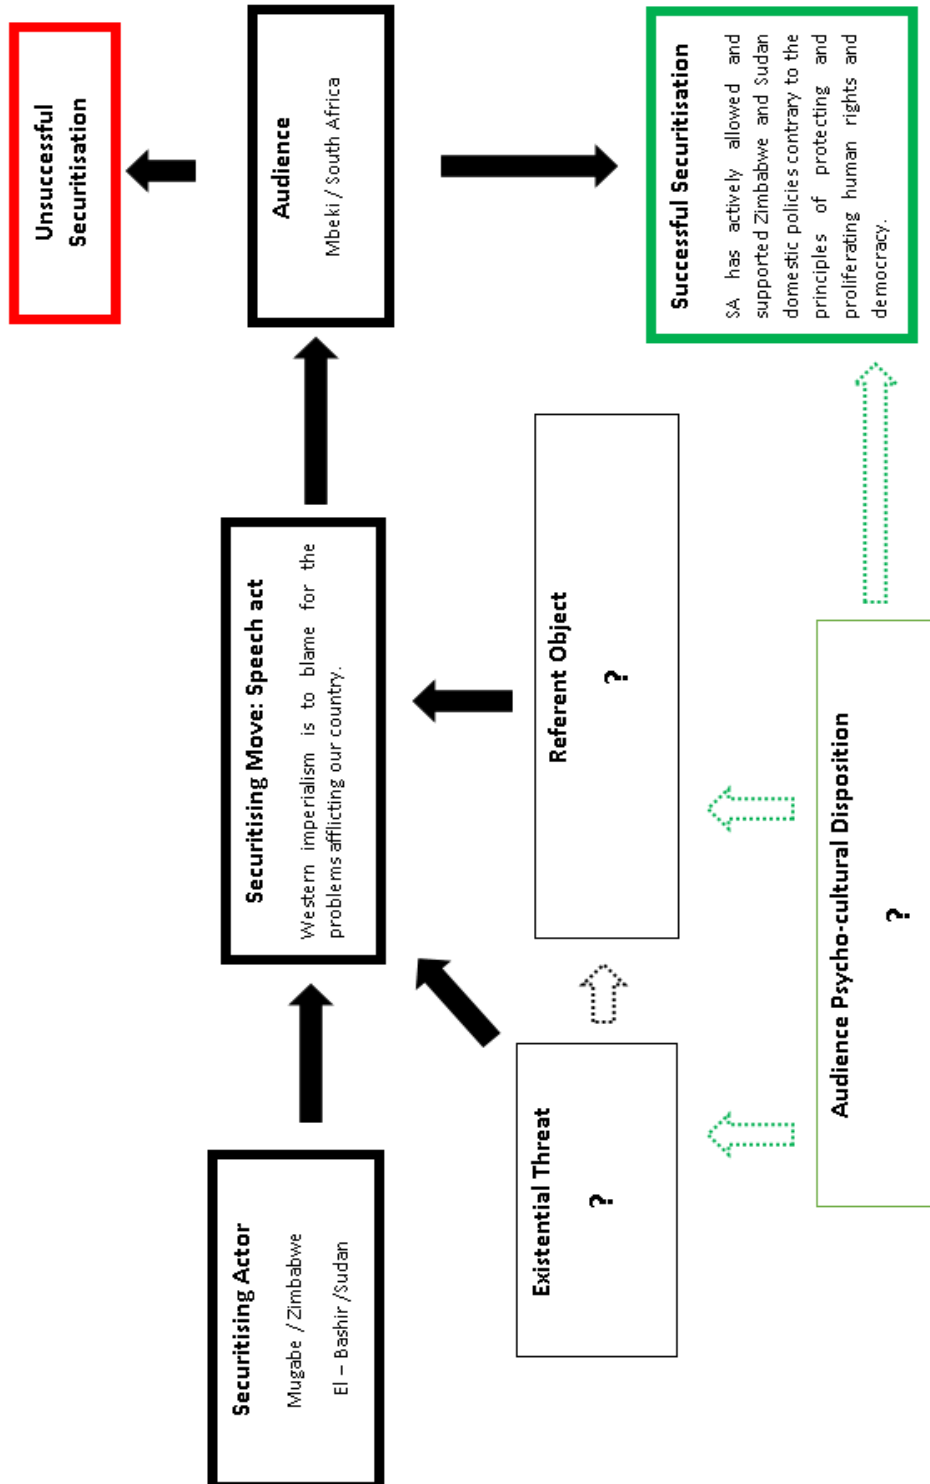 Securitising Actor
Mugabe / Zimbabwe
El – Bashir /Sudan
Securitising Move: Speech act
Western imperialism is to blame for the
problems afflicting our country.
Audience
Mbeki / South Africa
Unsuccessful
Securitisation
Existential Threat
?
Referent Object
?
Successful Securitisation
SA has actively allowed and
supported Zimbabwe and Sudan
domestic policies contrary to the
principles of protecting and
proliferating human rights and
democracy.
Audience Psycho-cultural Disposition
?